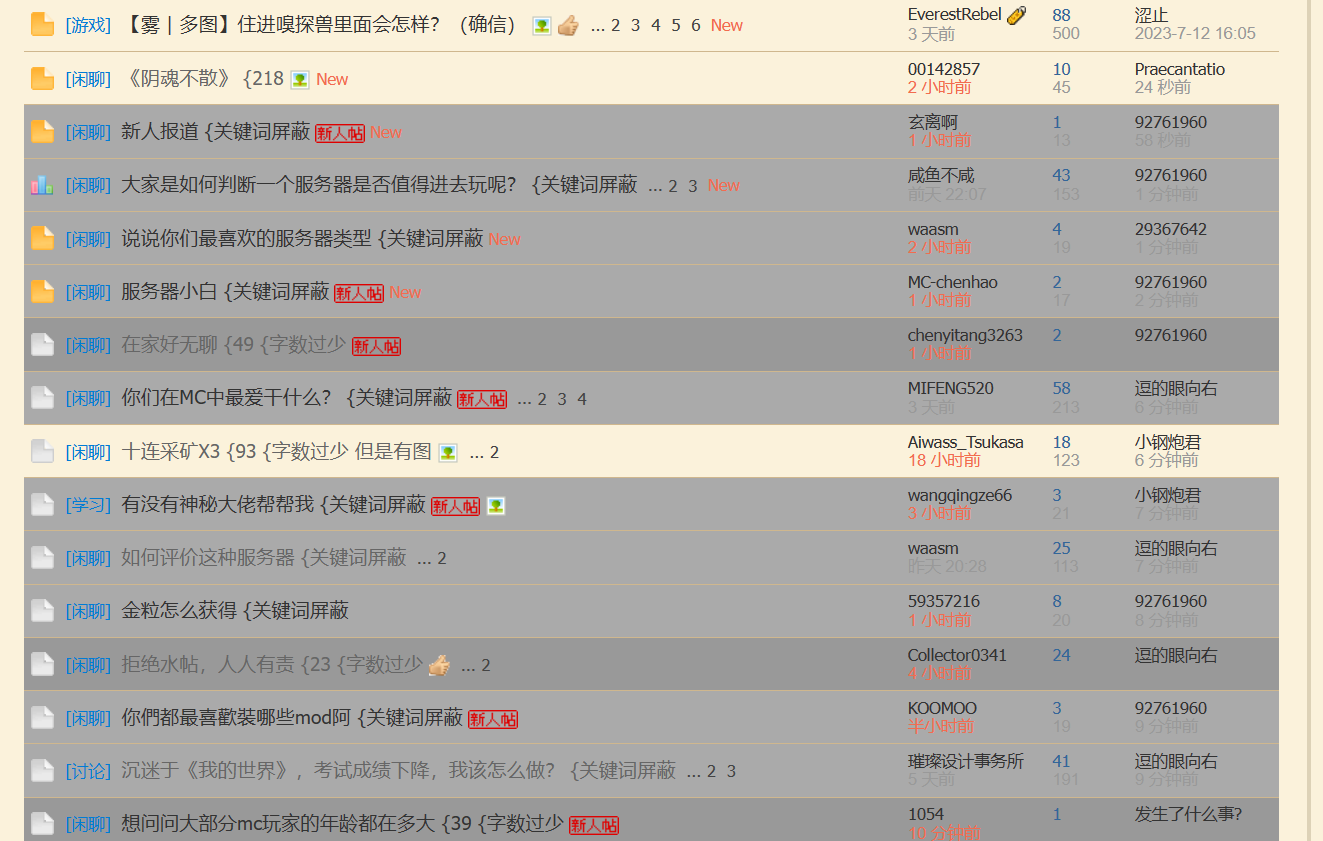 [游戏] 【雾 | 多图】住进嗅探兽里面会怎样？（确信） ... 2 3 4 5 6 New EverestRebel 88 涩止
3 天前 500 2023-7-12 16:05
[闲聊] 《阴魂不散》 {218 New 00142857 10 Praecantatio
2 小时前 45 24 秒前
[闲聊] 新人报道 {关键词屏蔽 新人帖 New 玄离啊 1 92761960
1 小时前 13 58 秒前
[闲聊] 大家是如何判断一个服务器是否值得进去玩呢？ {关键词屏蔽 ... 2 3 New 咸鱼不咸 43 92761960
前天 22:07 153 1 分钟前
[闲聊] 说说你们最喜欢的服务器类型 {关键词屏蔽 New waasm 4 29367642
2 小时前 19 1 分钟前
[闲聊] 服务器小白 {关键词屏蔽 新人帖 New MC-chenhao 2 92761960
1 小时前 17 2 分钟前
[闲聊] 在家好无聊 {49 {字数过少 新人帖 chenyitang3263 2 92761960
1 小时前
[闲聊] 你们在MC中最爱干什么？ {关键词屏蔽 新人帖 ... 2 3 4 MIFENG520 58 逗的眼向右
3 天前 213 6 分钟前
[闲聊] 十连采矿X3 {93 {字数过少 但是有图 ... 2 Aiwass_Tsukasa 18 小钢炮君
18 小时前 123 6 分钟前
[学习] 有没有神秘大佬帮帮我 {关键词屏蔽 新人帖 wangqingze66 3 小钢炮君
3 小时前 21 7 分钟前
[闲聊] 如何评价这种服务器 {关键词屏蔽 ... 2 waasm 25 逗的眼向右
昨天 20:28 113 7 分钟前
[闲聊] 金粒怎么获得 {关键词屏蔽 59357216 8 92761960
1 小时前 20 8 分钟前
[闲聊] 拒绝水帖，人人有责 {23 {字数过少 ... 2 Collector0341 24 逗的眼向右
4 小时前
[闲聊] 你們都最喜歡裝哪些mod阿 {关键词屏蔽 新人帖 KOOMOO 3 92761960
半小时前 19 9 分钟前
[讨论] 沉迷于《我的世界》，考试成绩下降，我该怎么做？ {关键词屏蔽 ... 2 3 璀璨设计事务所 41 逗的眼向右
5 天前 191 9 分钟前
[闲聊] 想问问大部分mc玩家的年龄都在多大 {39 {字数过少 新人帖 1054 1 发生了什么事?
10 分钟前